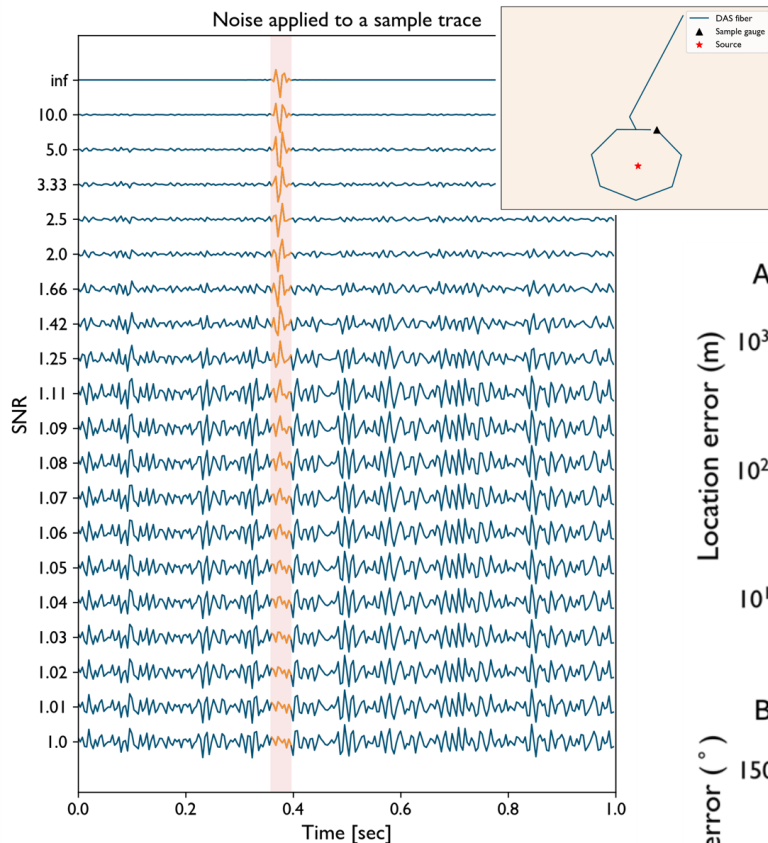 Noise applied to a sample trace
DAS fiber
Sample gauge
Source
SNR
inf
10.0
5.0
3.33
2.5
2.0
1.66
1.42
1.25
1.11
1.09
1.08
1.07
1.06
1.05
1.04
1.03
1.02
1.01
1.0
0.0 0.2 0.4 0.6 0.8 1.0
Time [sec]
A
Location error (m)
10³
10²
10¹
B
error (°)
150